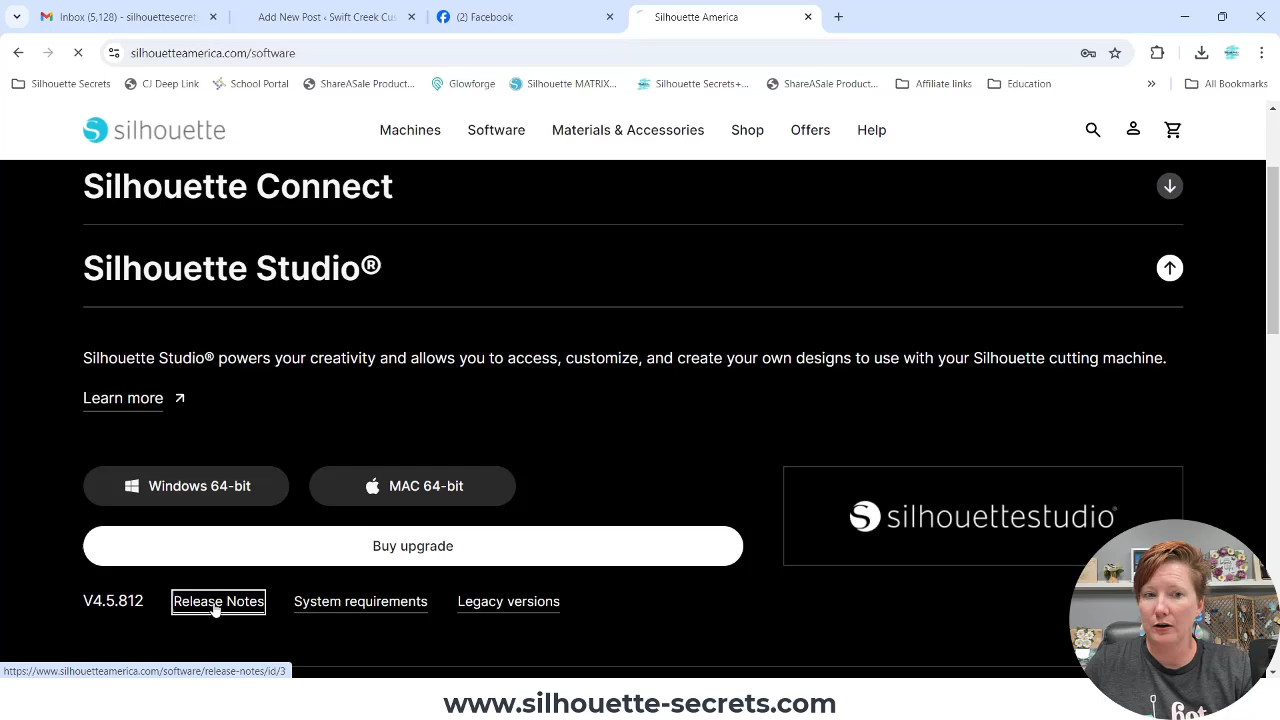 Inbox (5,128) - silhouettesecret
Add New Post ‹ Swift Creek Cus
(2) Facebook
Silhouette America
silhouetteamerica.com/software
Silhouette Secrets
CJ Deep Link
School Portal
ShareASale Product...
Glowforge
Silhouette MATRIX...
Silhouette Secrets+...
ShareASale Product...
Affiliate links
Education
»
All Bookmarks
silhouette
Machines
Software
Materials & Accessories
Shop
Offers
Help
Silhouette Connect
Silhouette Studio®
Silhouette Studio® powers your creativity and allows you to access, customize, and create your own designs to use with your Silhouette cutting machine.
Learn more
Windows 64-bit
MAC 64-bit
silhouettestudio®
Buy upgrade
V4.5.812
Release Notes
System requirements
Legacy versions
https://www.silhouetteamerica.com/software/release-notes/id/3
www.silhouette-secrets.com